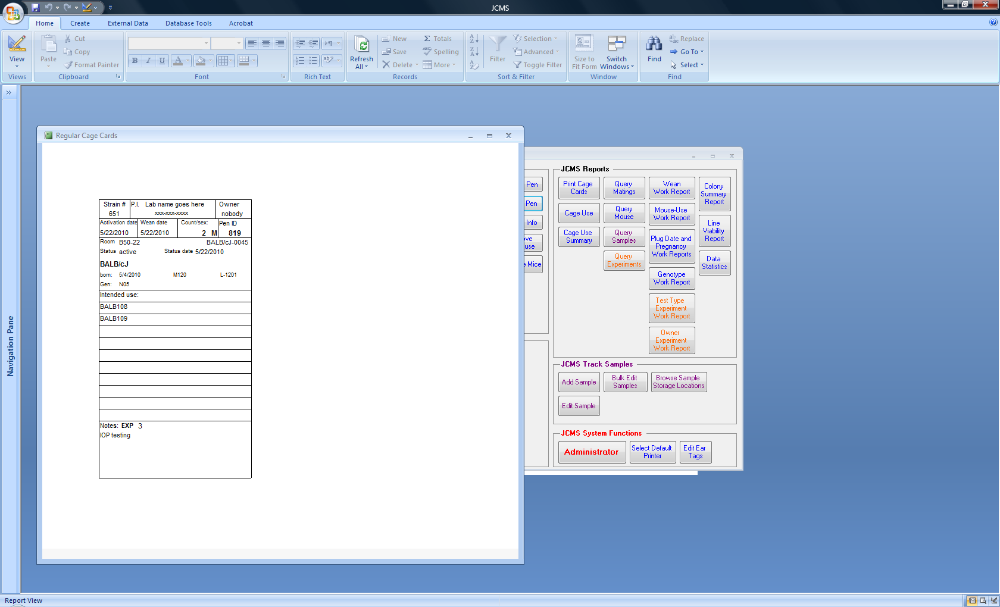 JCMS
Home Create External Data Database Tools Acrobat
View
Views
Paste
Cut
Copy
Format Painter
Clipboard
B I U A
Font
Rich Text
Refresh
All
New
Save
Delete
Σ Totals
Spelling
More
Records
Filter
Selection
Advanced
Toggle Filter
Sort & Filter
Size to
Fit Form
Switch
Windows
Window
Find
Replace
Go To
Select
Find
Navigation Pane
Regular Cage Cards
Strain # P.I. Lab name goes here Owner
651 xxx-xxx-xxxx nobody
Activation date Wean date Count/sex: Pen ID
5/22/2010 5/22/2010 2 M 819
Room B50-22 BALB/cJ-0045
Status active Status date 5/22/2010
BALB/cJ
born: 5/4/2010 M120 L-1201
Gen: N05
Intended use:
BALB108
BALB109
Notes: EXP 3
IOP testing
Pen
Pen
Info
ove
use
e Mice
JCMS Reports
Print Cage
Cards
Query
Matings
Wean
Work Report
Colony
Summary
Report
Cage Use
Query
Mouse
Mouse-Use
Work Report
Line
Viability
Report
Cage Use
Summary
Query
Samples
Plug Date and
Pregnancy
Work Reports
Query
Experiments
Data
Statistics
Genotype
Work Report
Test Type
Experiment
Work Report
Owner
Experiment
Work Report
JCMS Track Samples
Add Sample
Bulk Edit
Samples
Browse Sample
Storage Locations
Edit Sample
JCMS System Functions
Administrator
Select Default
Printer
Edit Ear
Tags
Report View